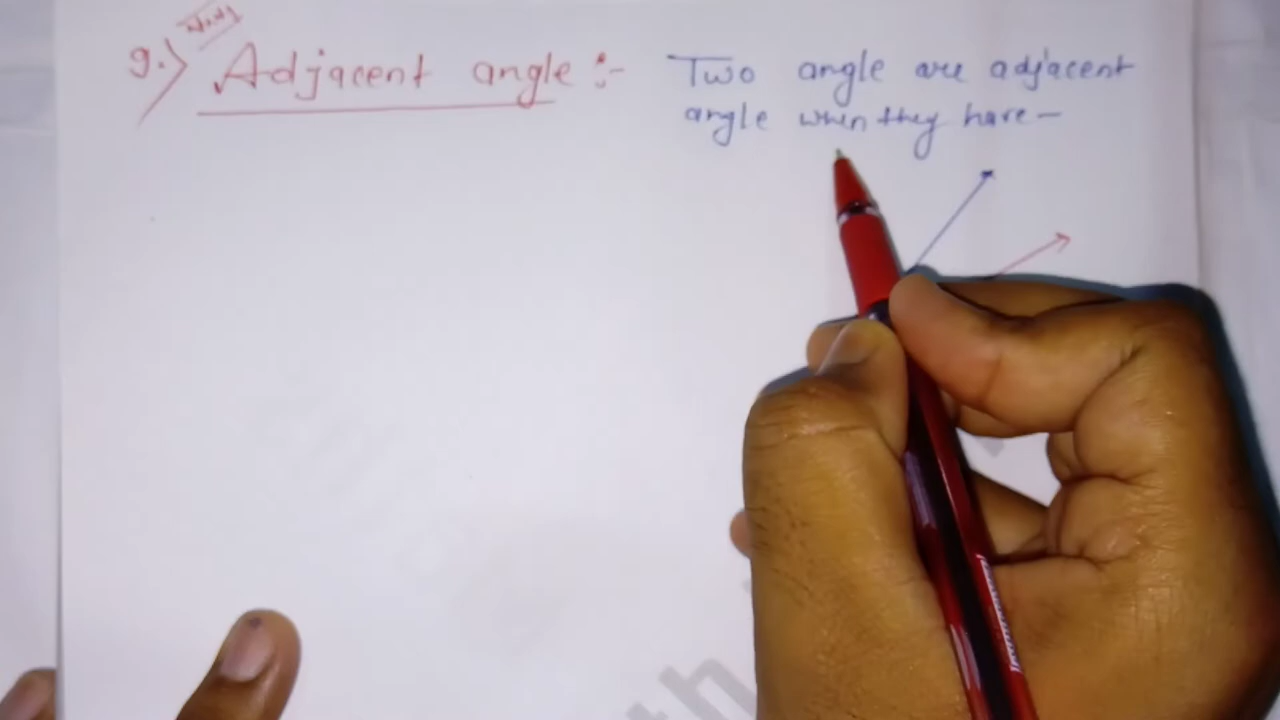 9.) Adjacent angle :- Two angle are adjacent
angle when they have-